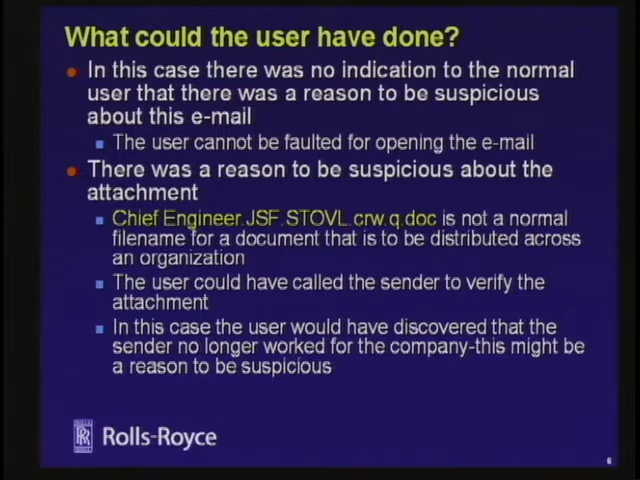 What could the user have done?
In this case there was no indication to the normal
user that there was a reason to be suspicious
about this e-mail
The user cannot be faulted for opening the e-mail
There was a reason to be suspicious about the
attachment
Chief Engineer.JSF.STOVL.crw.q.doc is not a normal
filename for a document that is to be distributed across
an organization
The user could have called the sender to verify the
attachment
In this case the user would have discovered that the
sender no longer worked for the company-this might be
a reason to be suspicious
Rolls-Royce
6